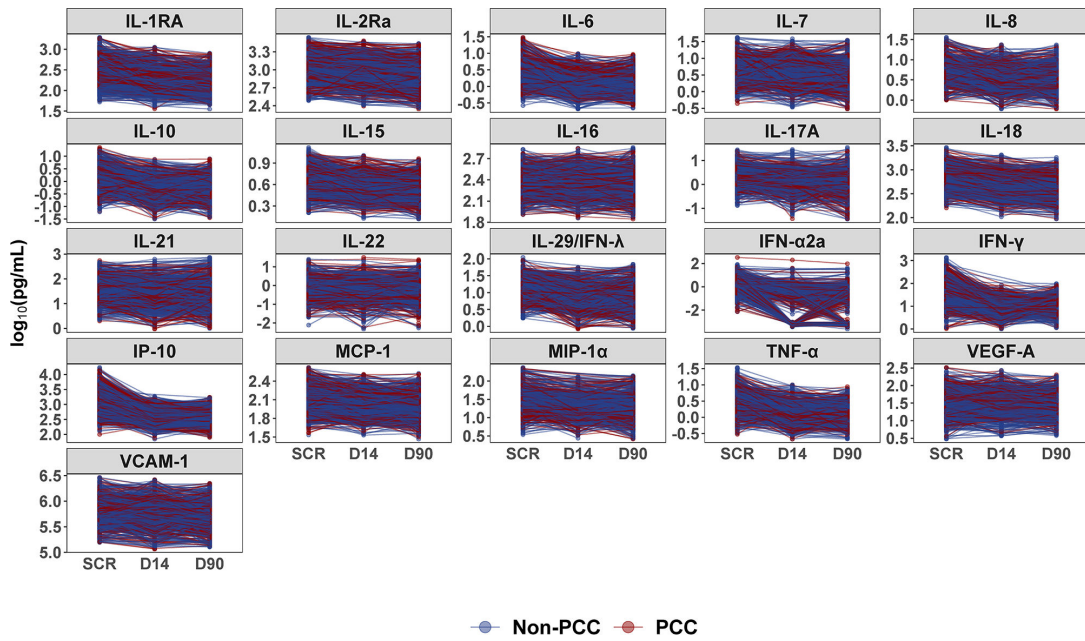 IL-1RA IL-2Ra IL-6 IL-7 IL-8
3.0 2.5 2.0 1.5
3.3 3.0 2.7 2.4
1.5 1.0 0.5 0.0 -0.5
1.5 1.0 0.5 0.0 -0.5
1.5 1.0 0.5 0.0
IL-10 IL-15 IL-16 IL-17A IL-18
1.0 0.5 0.0 -0.5 -1.0 -1.5
0.9 0.6 0.3
2.7 2.4 2.1 1.8
1 0 -1
3.5 3.0 2.5 2.0
IL-21 IL-22 IL-29/IFN-λ IFN-α2a IFN-γ
3 2 1 0
1 0 -1 -2
2.0 1.5 1.0 0.5 0.0
2 0 -2
3 2 1 0
IP-10 MCP-1 MIP-1α TNF-α VEGF-A
4.0 3.5 3.0 2.5 2.0
2.4 2.1 1.8 1.5
2.0 1.5 1.0 0.5
1.5 1.0 0.5 0.0 -0.5
2.5 2.0 1.5 1.0 0.5
SCR D14 D90 SCR D14 D90 SCR D14 D90 SCR D14 D90
VCAM-1
6.5 6.0 5.5 5.0
SCR D14 D90
log₁₀(pg/mL)
Non-PCC PCC